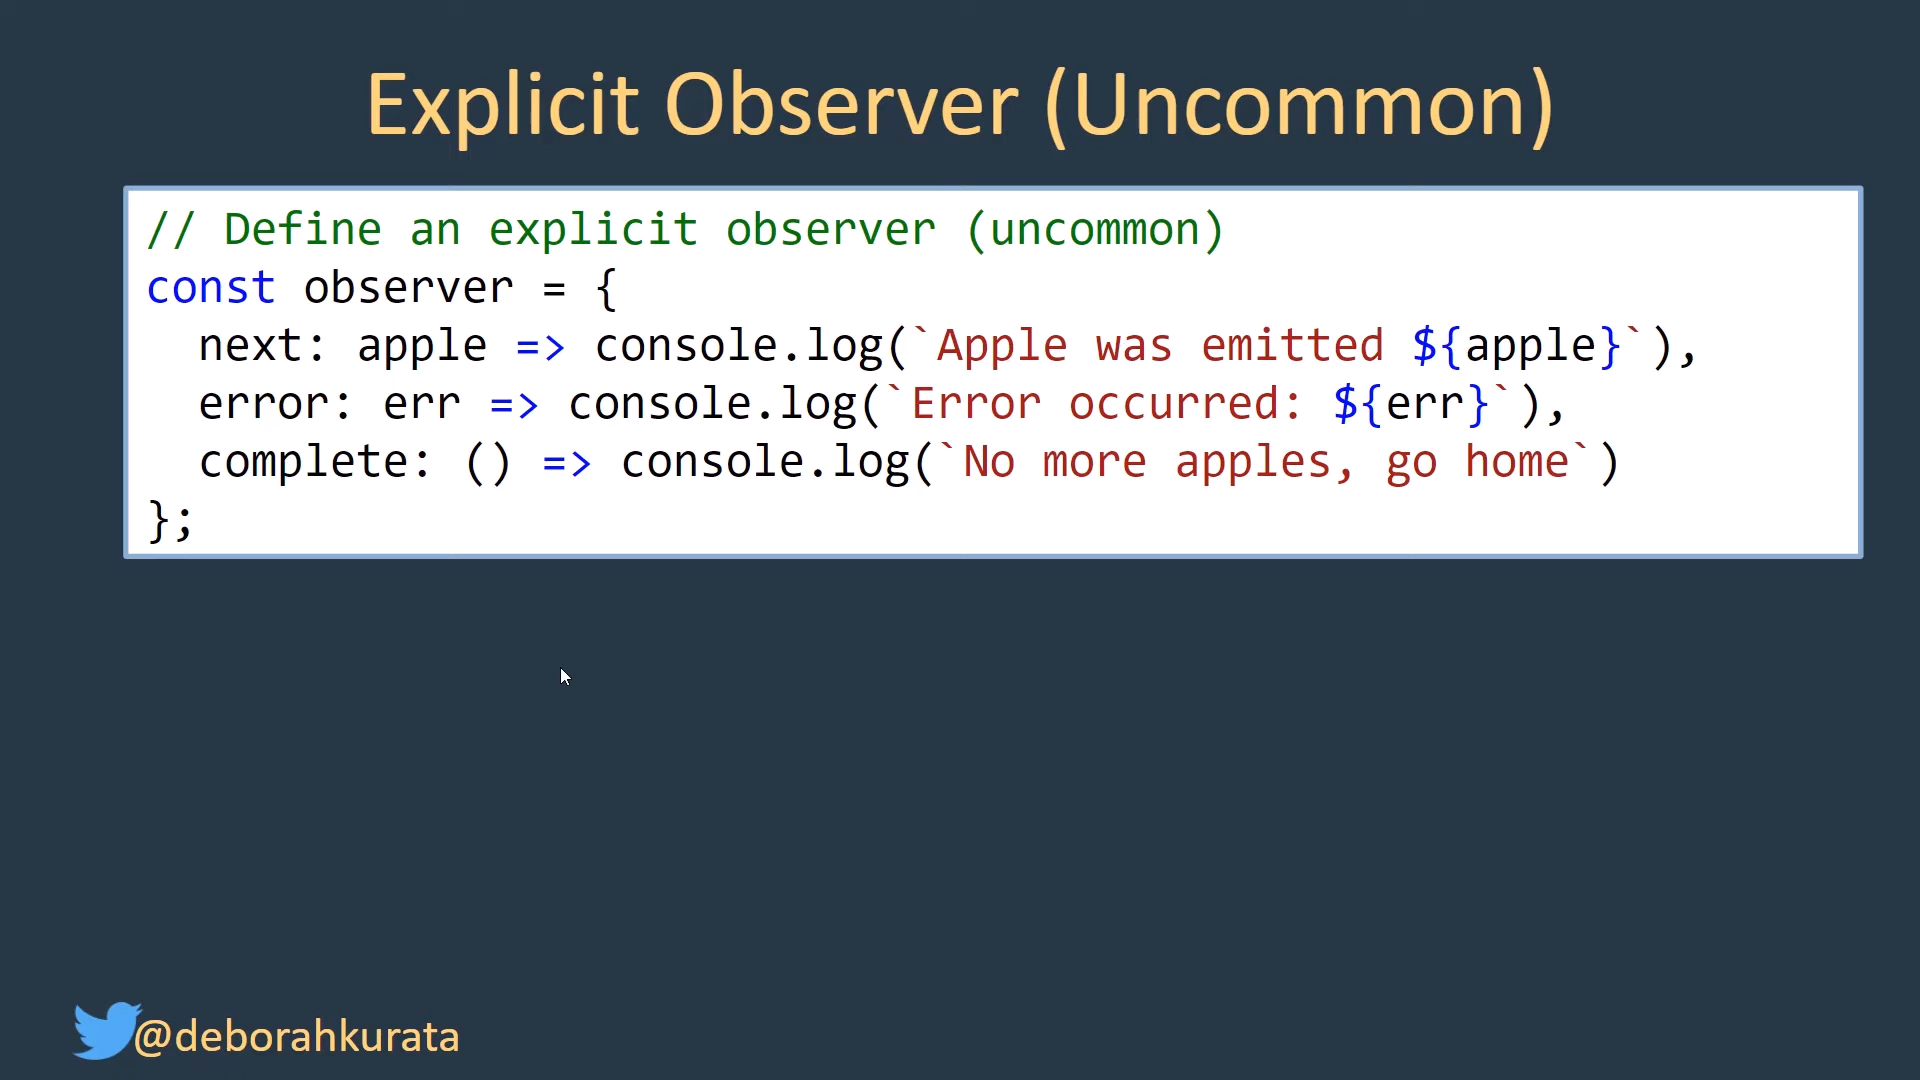 Explicit Observer (Uncommon)
// Define an explicit observer (uncommon)
const observer = {
  next: apple => console.log(`Apple was emitted ${apple}`),
  error: err => console.log(`Error occurred: ${err}`),
  complete: () => console.log(`No more apples, go home`)
};
@deborahkurata